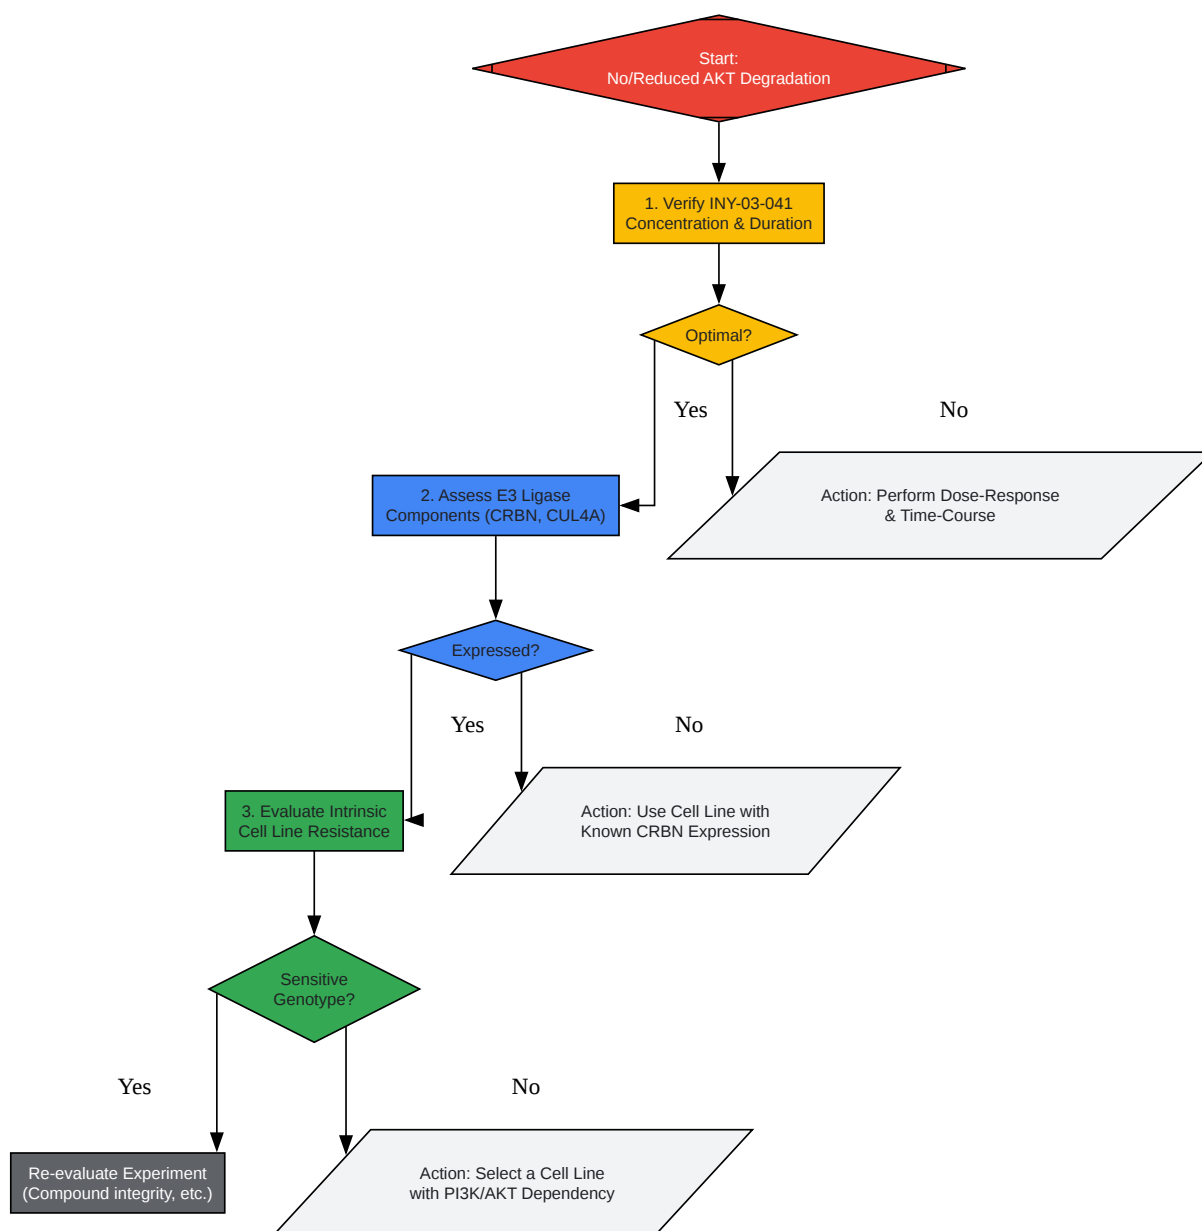 Start:
No/Reduced AKT Degradation
1. Verify INY-03-041
Concentration & Duration
Optimal?
Yes
No
2. Assess E3 Ligase
Components (CRBN, CUL4A)
Action: Perform Dose-Response
& Time-Course
Expressed?
Yes
No
3. Evaluate Intrinsic
Cell Line Resistance
Action: Use Cell Line with
Known CRBN Expression
Sensitive
Genotype?
Yes
No
Re-evaluate Experiment
(Compound integrity, etc.)
Action: Select a Cell Line
with PI3K/AKT Dependency